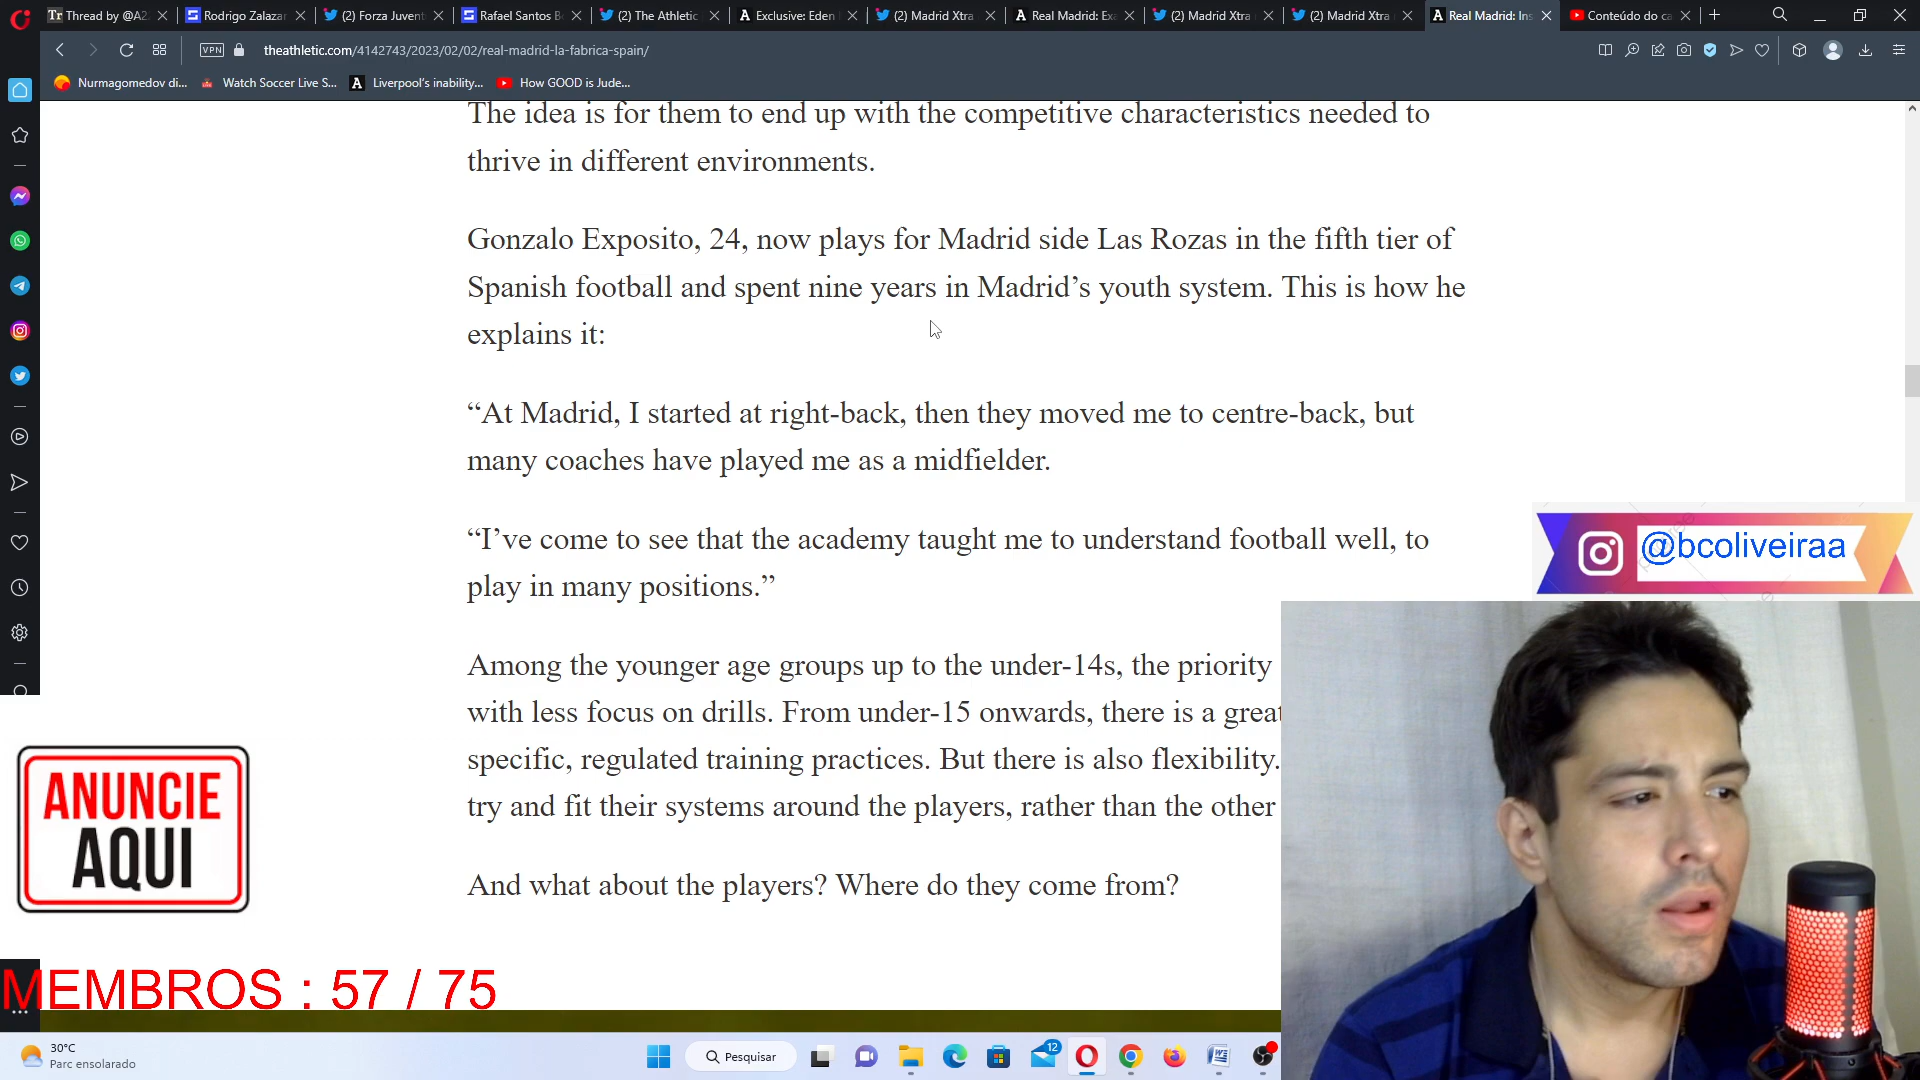 Tr Thread by @A2
Rodrigo Zalazar
(2) Forza Juvent
Rafael Santos B
(2) The Athletic
A Exclusive: Eden
(2) Madrid Xtra
A Real Madrid: Ex
(2) Madrid Xtra
(2) Madrid Xtra
A Real Madrid: Ins
Conteúdo do ca
VPN
theathletic.com/4142743/2023/02/02/real-madrid-la-fabrica-spain/
Nurmagomedov di...
Watch Soccer Live S...
A Liverpool's inability...
How GOOD is Jude...
The idea is for them to end up with the competitive characteristics needed to
thrive in different environments.
Gonzalo Exposito, 24, now plays for Madrid side Las Rozas in the fifth tier of
Spanish football and spent nine years in Madrid’s youth system. This is how he
explains it:
“At Madrid, I started at right-back, then they moved me to centre-back, but
many coaches have played me as a midfielder.
“I’ve come to see that the academy taught me to understand football well, to
play in many positions.”
Among the younger age groups up to the under-14s, the priority
with less focus on drills. From under-15 onwards, there is a great
specific, regulated training practices. But there is also flexibility.
try and fit their systems around the players, rather than the other
And what about the players? Where do they come from?
@bcoliveiraa
ANUNCIE
AQUI
MEMBROS : 57 / 75
30°C
Parc ensolarado
Pesquisar
12